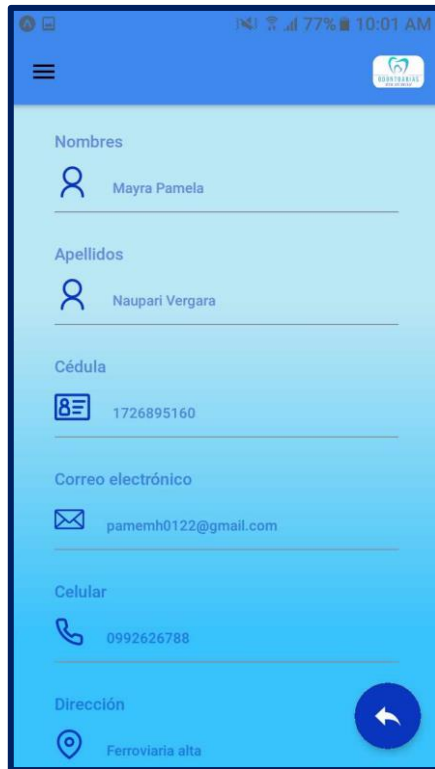 77% 10:01 AM
ODONTOARIAS
Nombres
Mayra Pamela
Apellidos
Naupari Vergara
Cédula
1726895160
Correo electrónico
pamemh0122@gmail.com
Celular
0992626788
Dirección
Ferroviaria alta